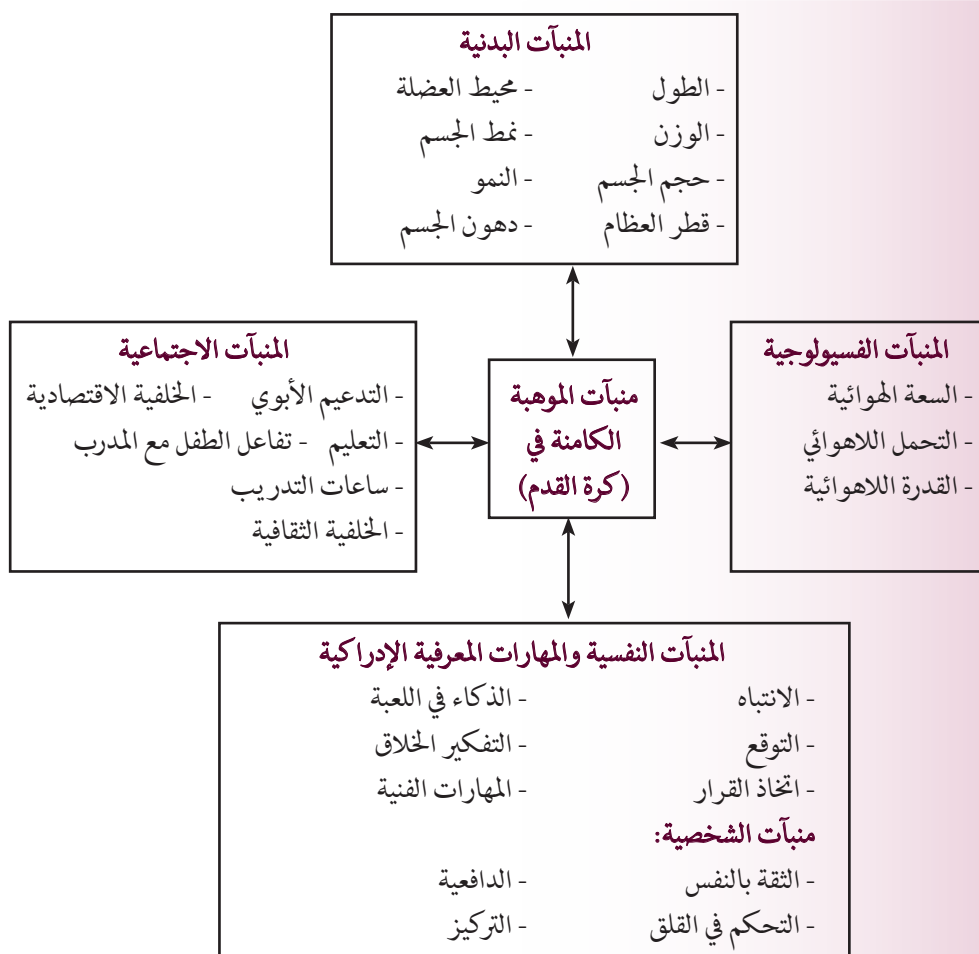 المنبآت البدنية
- الطول - محيط العضلة
- الوزن - نمط الجسم
- حجم الجسم - النمو
- قطر العظام - دهون الجسم
المنبآت الفسيولوجية
- السعة الهوائية
- التحمل اللاهوائي
- القدرة اللاهوائية
منبآت الموهبة
الكامنة في
(كرة القدم)
المنبآت الاجتماعية
- التدعيم الأبوي - الخلفية الاقتصادية
- التعليم - تفاعل الطفل مع المدرب
- ساعات التدريب
- الخلفية الثقافية
المنبآت النفسية والمهارات المعرفية الإدراكية
- الانتباه - الذكاء في اللعبة
- التوقع - التفكير الخلاق
- اتخاذ القرار - المهارات الفنية
منبآت الشخصية:
- الثقة بالنفس - الدافعية
- التحكم في القلق - التركيز